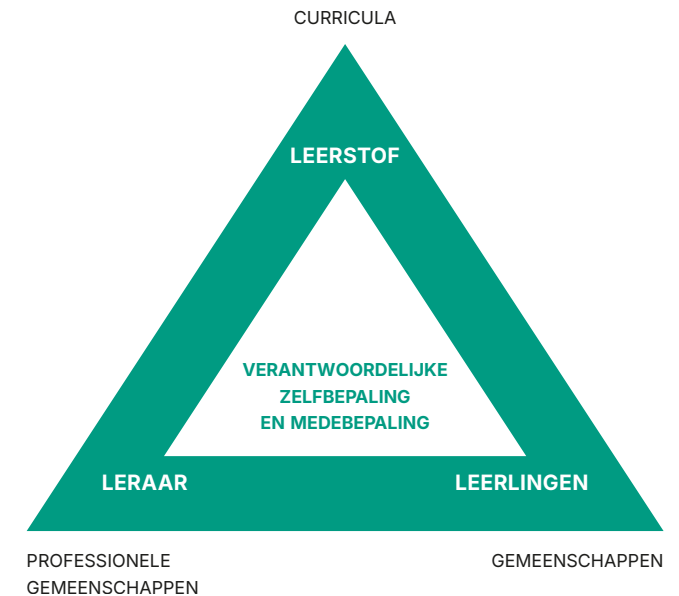 CURRICULA
LEERSTOF
VERANTWOORDELIJKE
ZELFBEPALING
EN MEDEBEPALING
LERAAR
LEERLINGEN
PROFESSIONELE
GEMEENSCHAPPEN
GEMEENSCHAPPEN